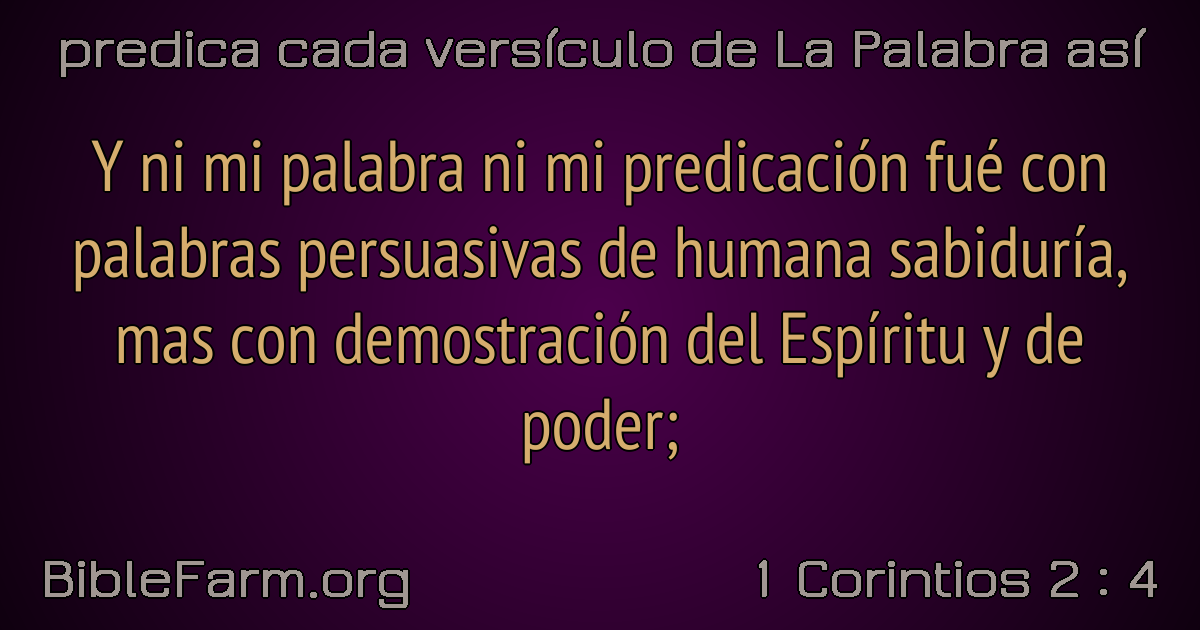 predica cada versículo de La Palabra así
Y ni mi palabra ni mi predicación fué con
palabras persuasivas de humana sabiduría,
mas con demostración del Espíritu y de
poder;
BibleFarm.org
1 Corintios 2 : 4